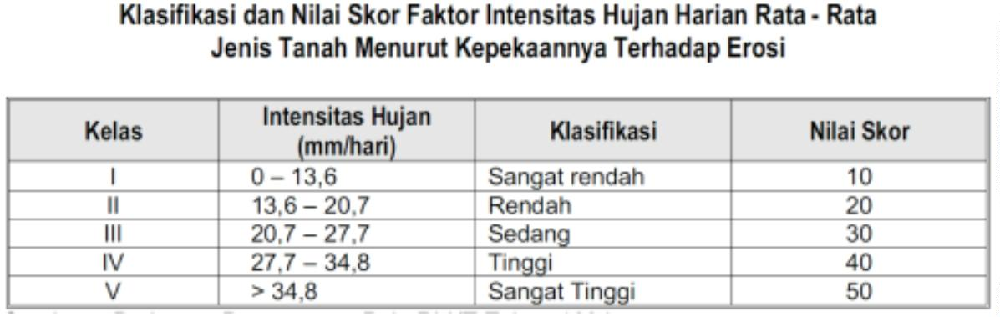 Klasifikasi dan Nilai Skor Faktor Intensitas Hujan Harian Rata - Rata
Jenis Tanah Menurut Kepekaannya Terhadap Erosi
Kelas Intensitas Hujan (mm/hari) Klasifikasi Nilai Skor
I 0 – 13,6 Sangat rendah 10
II 13,6 – 20,7 Rendah 20
III 20,7 – 27,7 Sedang 30
IV 27,7 – 34,8 Tinggi 40
V > 34,8 Sangat Tinggi 50